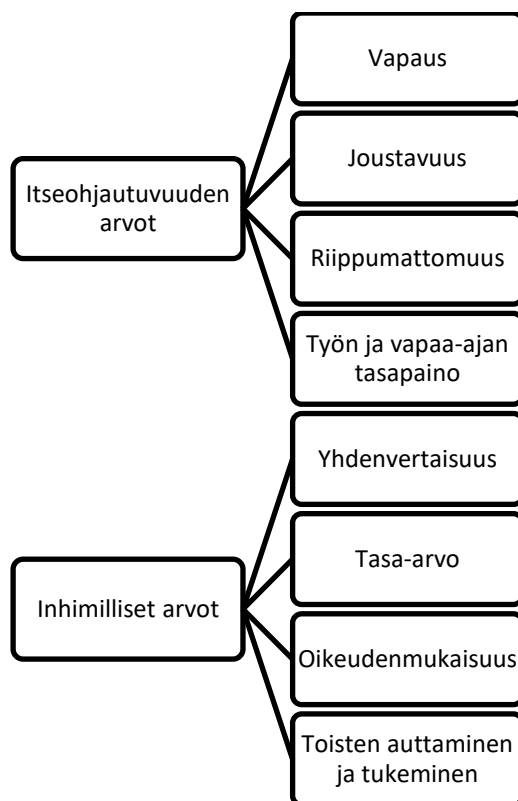 Itseohjautuvuuden
arvot
Vapaus
Joustavuus
Riippumattomuus
Työn ja vapaa-ajan
tasapaino
Inhimilliset arvot
Yhdenvertaisuus
Tasa-arvo
Oikeudenmukaisuus
Toisten auttaminen
ja tukeminen